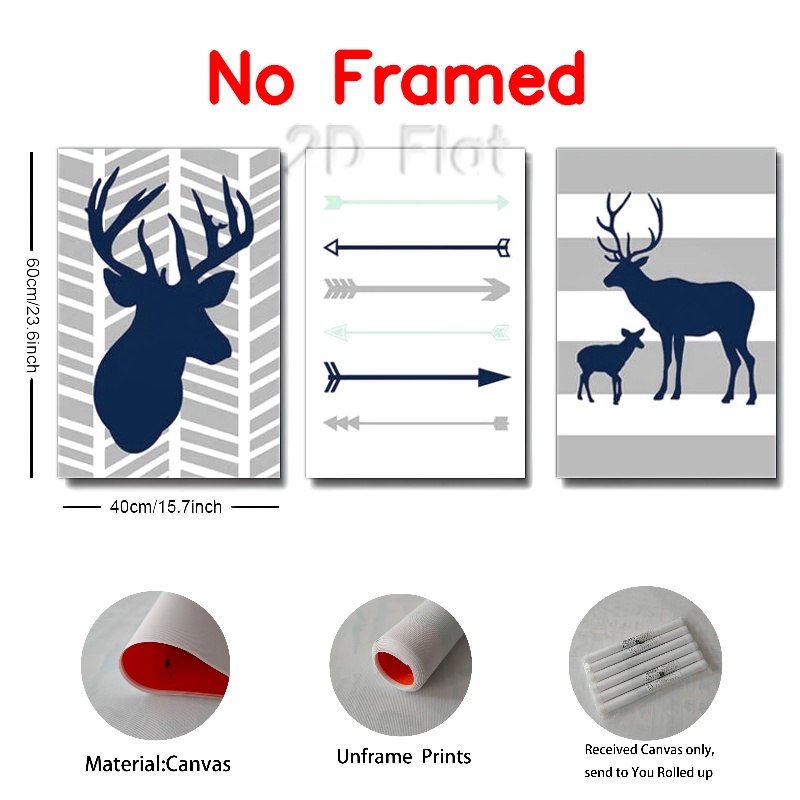 No Framed
2D Flat
60cm/23.6inch
40cm/15.7inch
Material:Canvas
Unframe Prints
Received Canvas only,
send to You Rolled up